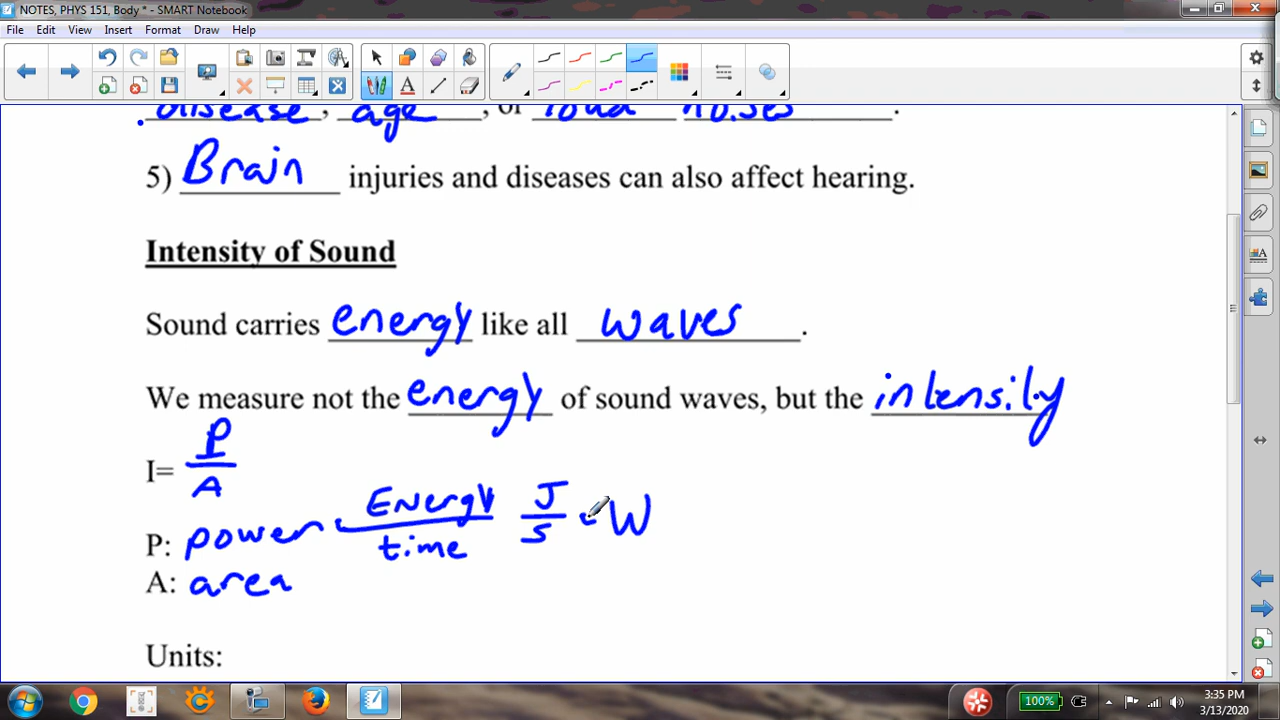 NOTES, PHYS 151, Body * - SMART Notebook
File Edit View Insert Format Draw Help
disease, age, or loud noises.
5) Brain injuries and diseases can also affect hearing.
Intensity of Sound
Sound carries energy like all waves.
We measure not the energy of sound waves, but the intensity
I= P/A
P: power Energy/time J/s = W
A: area
Units:
100% 3:35 PM
3/13/2020